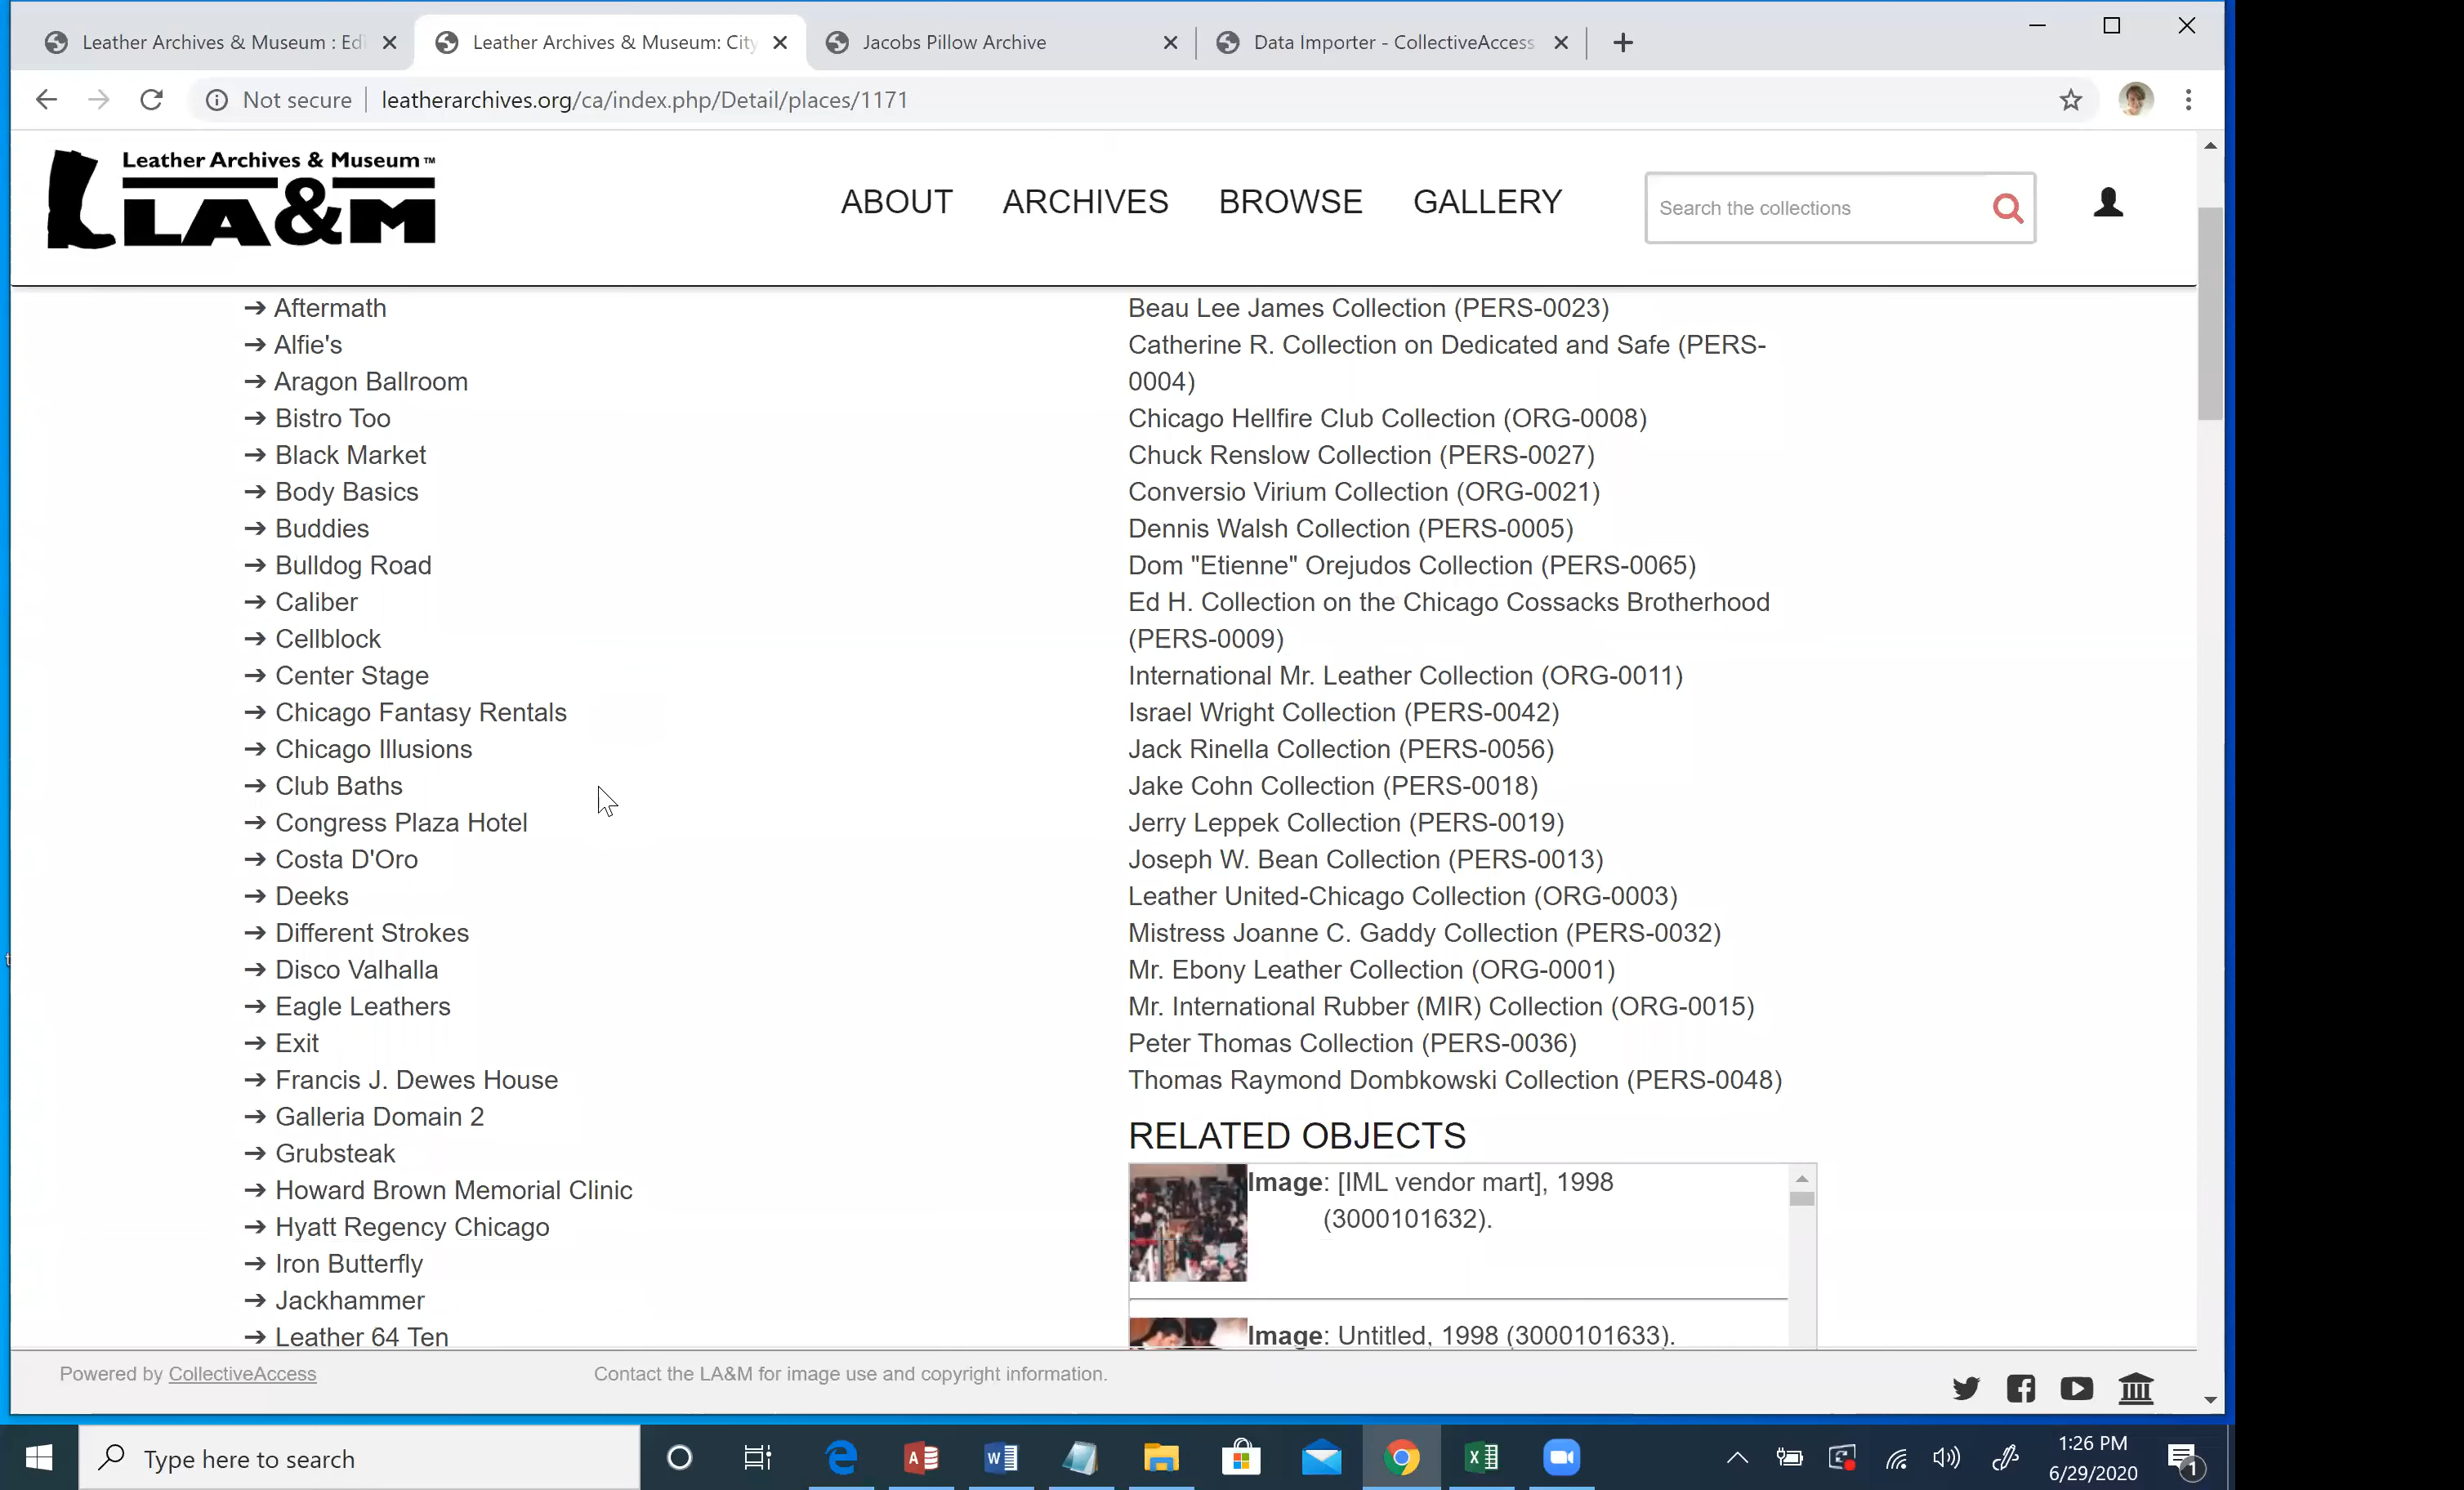 Leather Archives & Museum : Edi
Leather Archives & Museum: City
Jacobs Pillow Archive
Data Importer - CollectiveAccess
Not secure
leatherarchives.org/ca/index.php/Detail/places/1171
Leather Archives & Museum™
LA&M
ABOUT
ARCHIVES
BROWSE
GALLERY
Search the collections
→ Aftermath
→ Alfie's
→ Aragon Ballroom
→ Bistro Too
→ Black Market
→ Body Basics
→ Buddies
→ Bulldog Road
→ Caliber
→ Cellblock
→ Center Stage
→ Chicago Fantasy Rentals
→ Chicago Illusions
→ Club Baths
→ Congress Plaza Hotel
→ Costa D'Oro
→ Deeks
→ Different Strokes
→ Disco Valhalla
→ Eagle Leathers
→ Exit
→ Francis J. Dewes House
→ Galleria Domain 2
→ Grubsteak
→ Howard Brown Memorial Clinic
→ Hyatt Regency Chicago
→ Iron Butterfly
→ Jackhammer
→ Leather 64 Ten
Beau Lee James Collection (PERS-0023)
Catherine R. Collection on Dedicated and Safe (PERS-
0004)
Chicago Hellfire Club Collection (ORG-0008)
Chuck Renslow Collection (PERS-0027)
Conversio Virium Collection (ORG-0021)
Dennis Walsh Collection (PERS-0005)
Dom "Etienne" Orejudos Collection (PERS-0065)
Ed H. Collection on the Chicago Cossacks Brotherhood
(PERS-0009)
International Mr. Leather Collection (ORG-0011)
Israel Wright Collection (PERS-0042)
Jack Rinella Collection (PERS-0056)
Jake Cohn Collection (PERS-0018)
Jerry Leppek Collection (PERS-0019)
Joseph W. Bean Collection (PERS-0013)
Leather United-Chicago Collection (ORG-0003)
Mistress Joanne C. Gaddy Collection (PERS-0032)
Mr. Ebony Leather Collection (ORG-0001)
Mr. International Rubber (MIR) Collection (ORG-0015)
Peter Thomas Collection (PERS-0036)
Thomas Raymond Dombkowski Collection (PERS-0048)
RELATED OBJECTS
Image: [IML vendor mart], 1998
(3000101632).
Image: Untitled, 1998 (3000101633).
Powered by CollectiveAccess
Contact the LA&M for image use and copyright information.
Type here to search
1:26 PM
6/29/2020
1